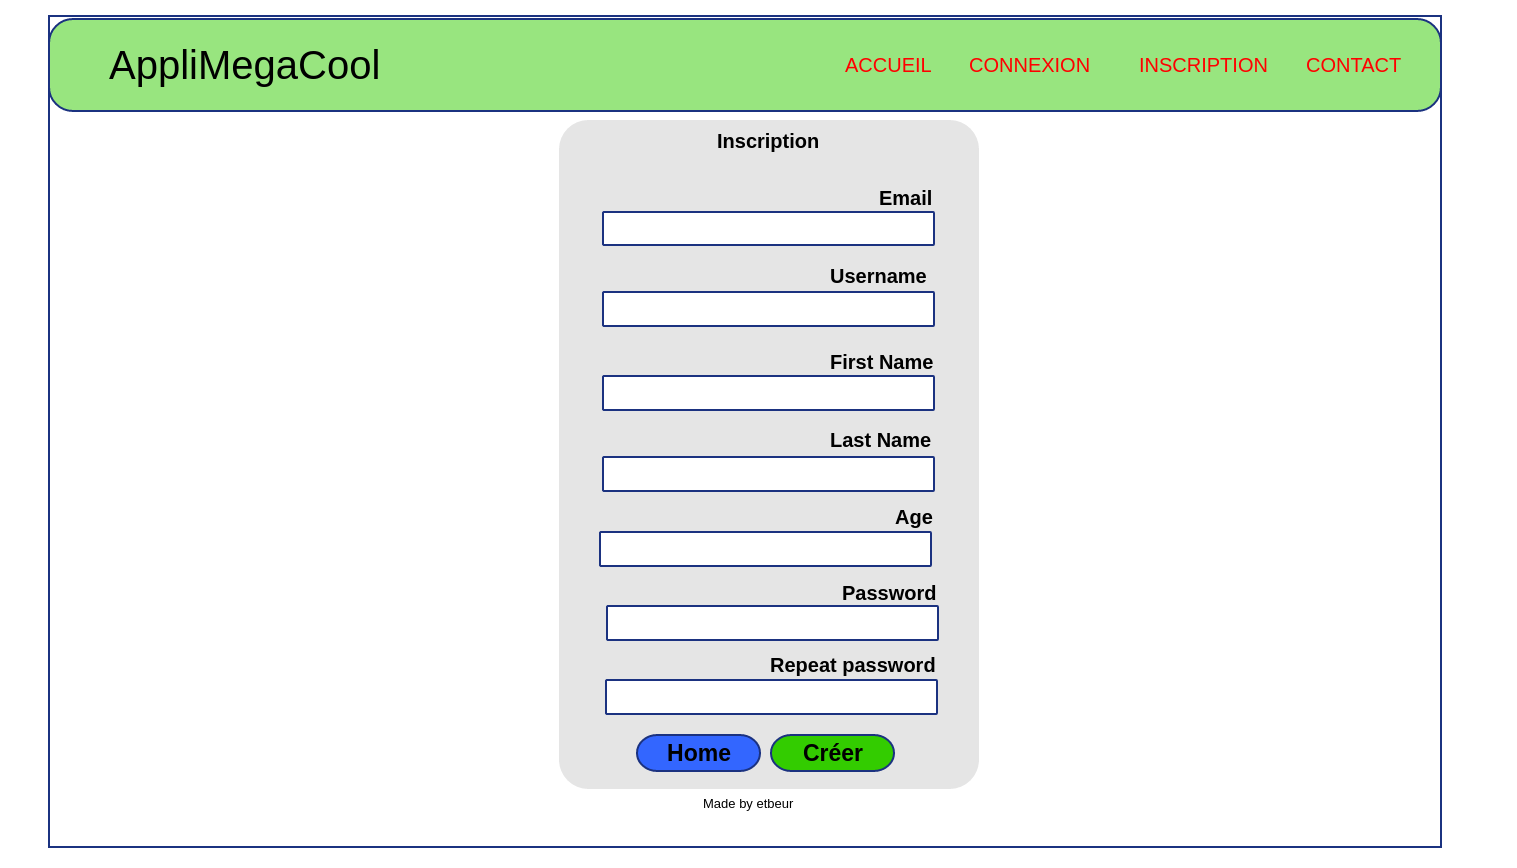 AppliMegaCool
ACCUEIL CONNEXION INSCRIPTION CONTACT
Inscription
Email
Username
First Name
Last Name
Age
Password
Repeat password
Home Créer
Made by etbeur